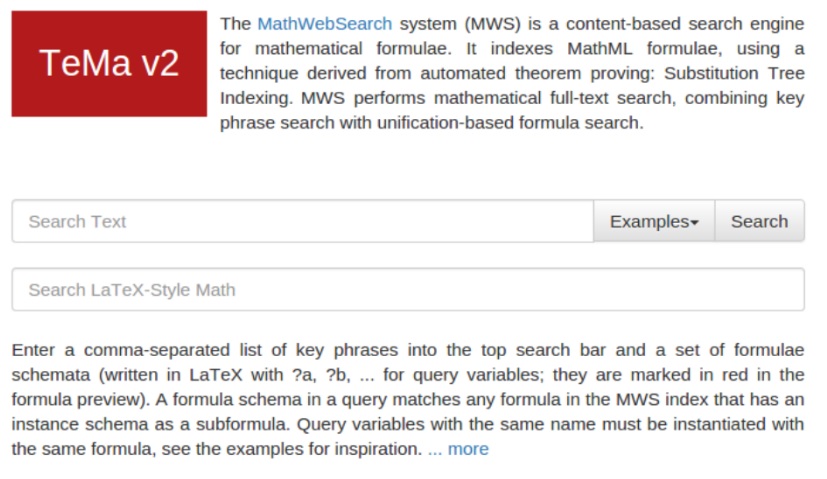 TeMa v2
The MathWebSearch system (MWS) is a content-based search engine
for mathematical formulae. It indexes MathML formulae, using a
technique derived from automated theorem proving: Substitution Tree
Indexing. MWS performs mathematical full-text search, combining key
phrase search with unification-based formula search.
Search Text
Examples
Search
Search LaTeX-Style Math
Enter a comma-separated list of key phrases into the top search bar and a set of formulae
schemata (written in LaTeX with ?a, ?b, ... for query variables; they are marked in red in the
formula preview). A formula schema in a query matches any formula in the MWS index that has an
instance schema as a subformula. Query variables with the same name must be instantiated with
the same formula, see the examples for inspiration. ... more